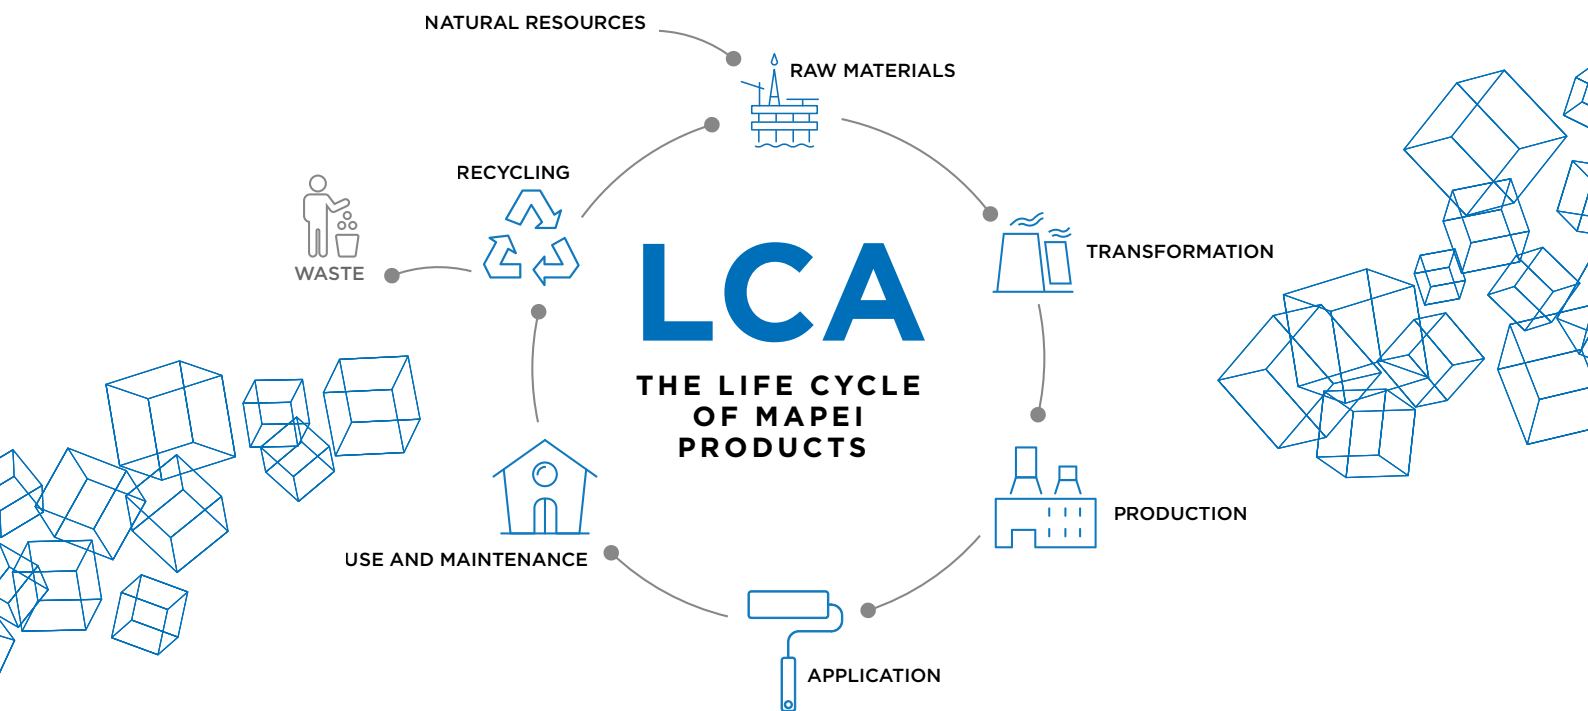 NATURAL RESOURCES
RAW MATERIALS
RECYCLING
WASTE
TRANSFORMATION
LCA
THE LIFE CYCLE
OF MAPEI
PRODUCTS
PRODUCTION
USE AND MAINTENANCE
APPLICATION